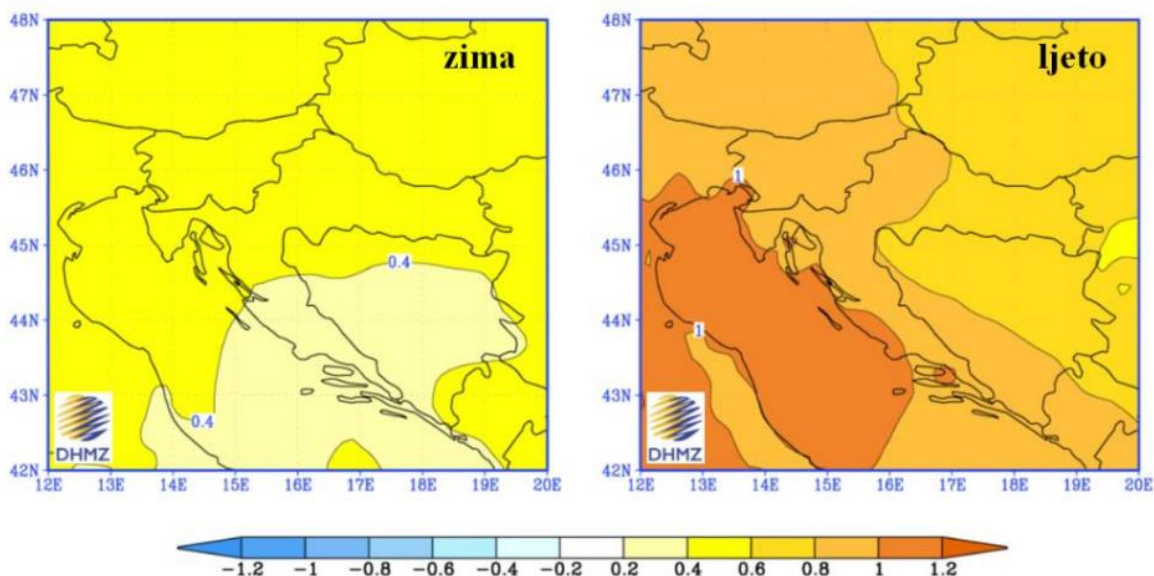 zima
48N
47N
46N
45N
44N
43N
42N
0.4
0.4
DHMZ
12E 13E 14E 15E 16E 17E 18E 19E 20E
ljeto
48N
47N
46N
45N
44N
43N
42N
1
1
DHMZ
12E 13E 14E 15E 16E 17E 18E 19E 20E
-1.2 -1 -0.8 -0.6 -0.4 -0.2 0.2 0.4 0.6 0.8 1 1.2